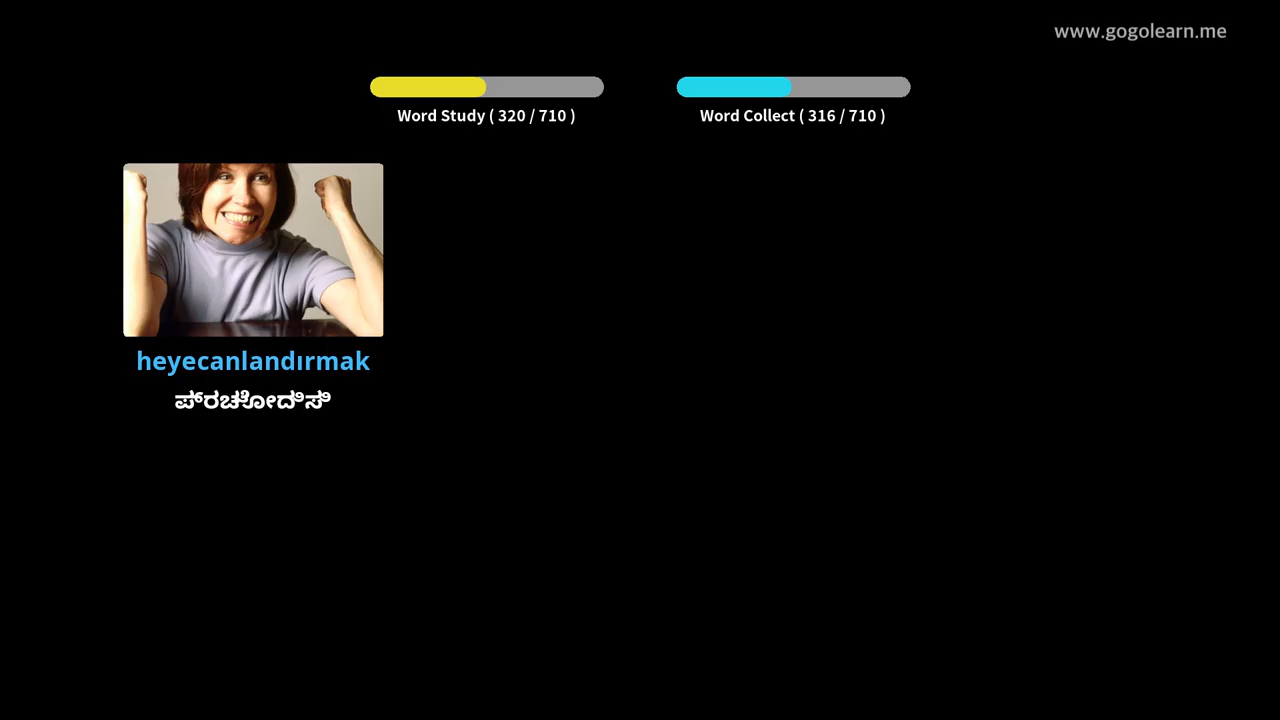 www.gogolearn.me
Word Study ( 320 / 710 )
Word Collect ( 316 / 710 )
heyecanlandırmak
ಪ್ರಚೋದಿಸಿ